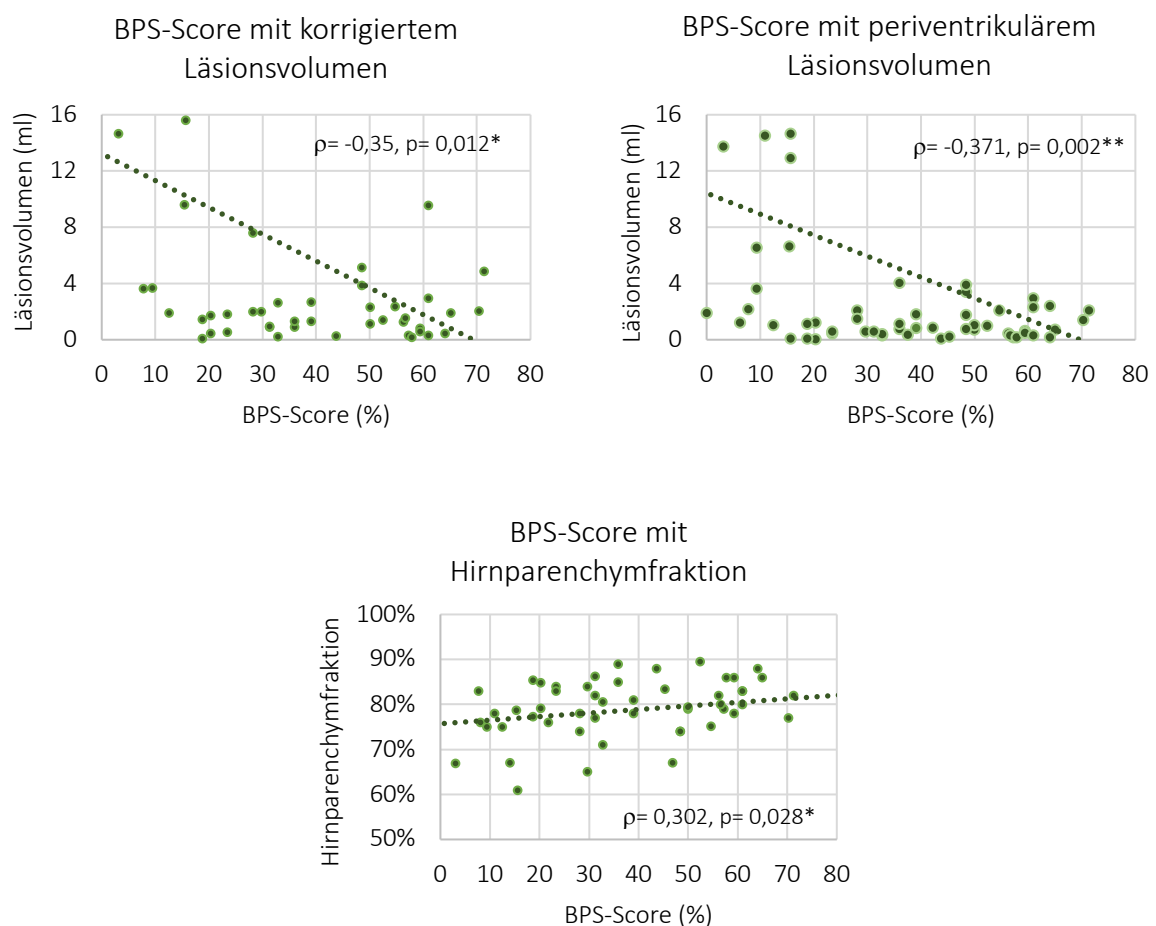 BPS-Score mit korrigiertem
Läsionsvolumen
Läsionsvolumen (ml)
16
12
8
4
0
ρ= -0,35, p= 0,012*
0 10 20 30 40 50 60 70 80
BPS-Score (%)
BPS-Score mit periventrikulärem
Läsionsvolumen
Läsionsvolumen (ml)
16
12
8
4
0
ρ= -0,371, p= 0,002**
0 10 20 30 40 50 60 70 80
BPS-Score (%)
BPS-Score mit
Hirnparenchymfraktion
Hirnparenchymfraktion
100%
90%
80%
70%
60%
50%
ρ= 0,302, p= 0,028*
0 10 20 30 40 50 60 70 80
BPS-Score (%)